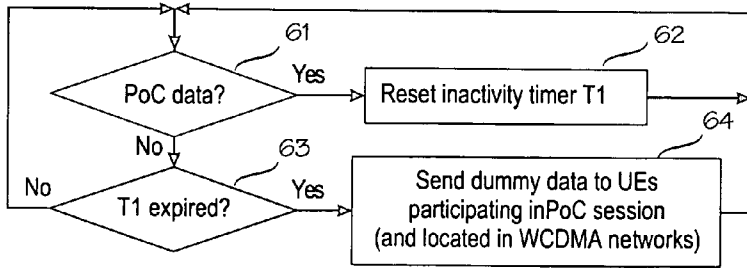 61
PoC data?
Yes
62
Reset inactivity timer T1
No
63
T1 expired?
No
Yes
64
Send dummy data to UEs
participating inPoC session
(and located in WCDMA networks)